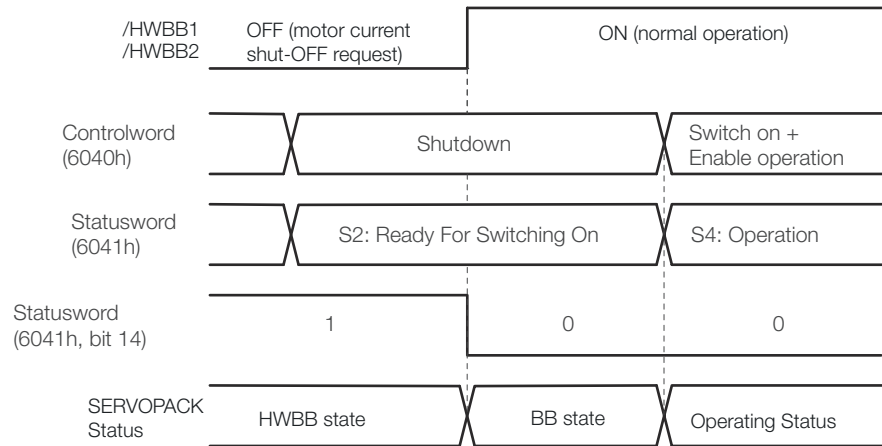 /HWBB1
/HWBB2
OFF (motor current
shut-OFF request)
ON (normal operation)
Controlword
(6040h)
Shutdown
Switch on +
Enable operation
Statusword
(6041h)
S2: Ready For Switching On
S4: Operation
Statusword
(6041h, bit 14)
1
0
0
SERVOPACK
Status
HWBB state
BB state
Operating Status